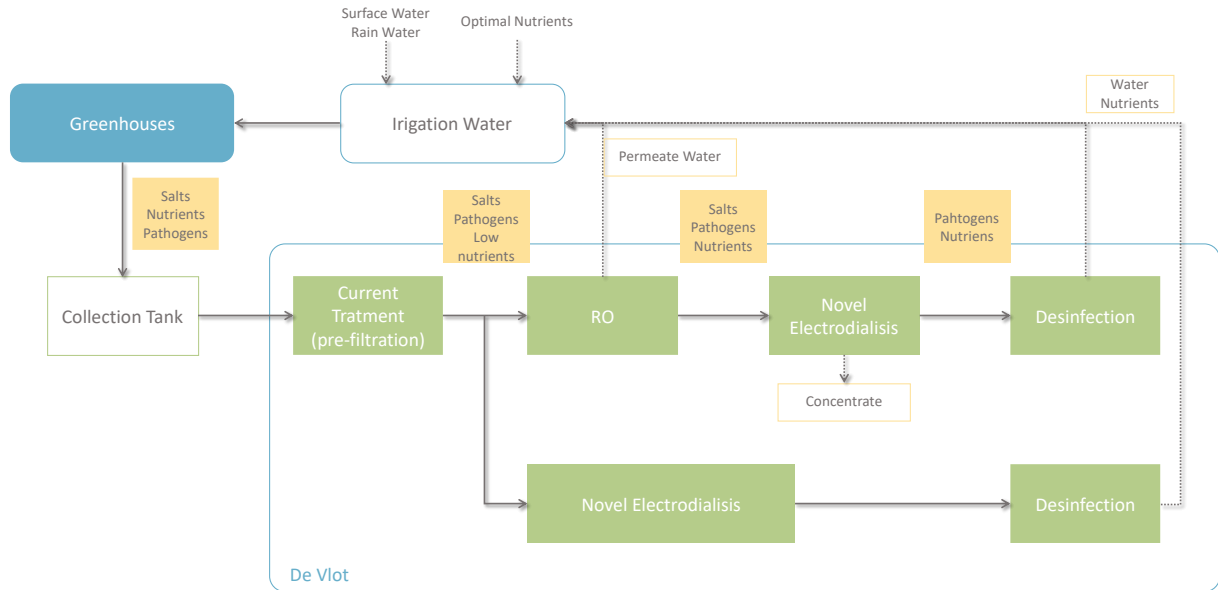 Surface Water
Rain Water
Optimal Nutrients
Water
Nutrients
Greenhouses
Irigation Water
Permeate Water
Salts
Nutrients
Pathogens
Salts
Pathogens
Low
nutrients
Salts
Pathogens
Nutrients
Pahtogens
Nutriens
Collection Tank
Current
Tratment
(pre-filtration)
RO
Novel
Electrodialisis
Desinfection
Concentrate
Novel Electrodialisis
Desinfection
De Vlot